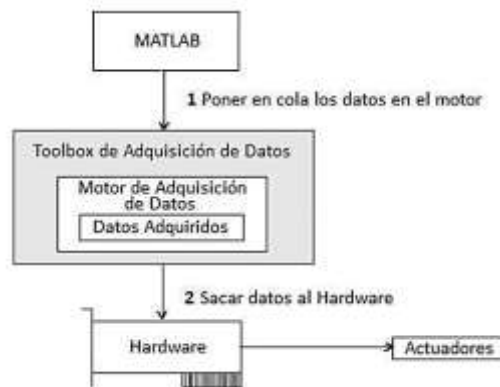 MATLAB
1 Poner en cola los datos en el motor
Toolbox de Adquisición de Datos
Motor de Adquisición
de Datos
Datos Adquiridos
2 Sacar datos al Hardware
Hardware
Actuadores